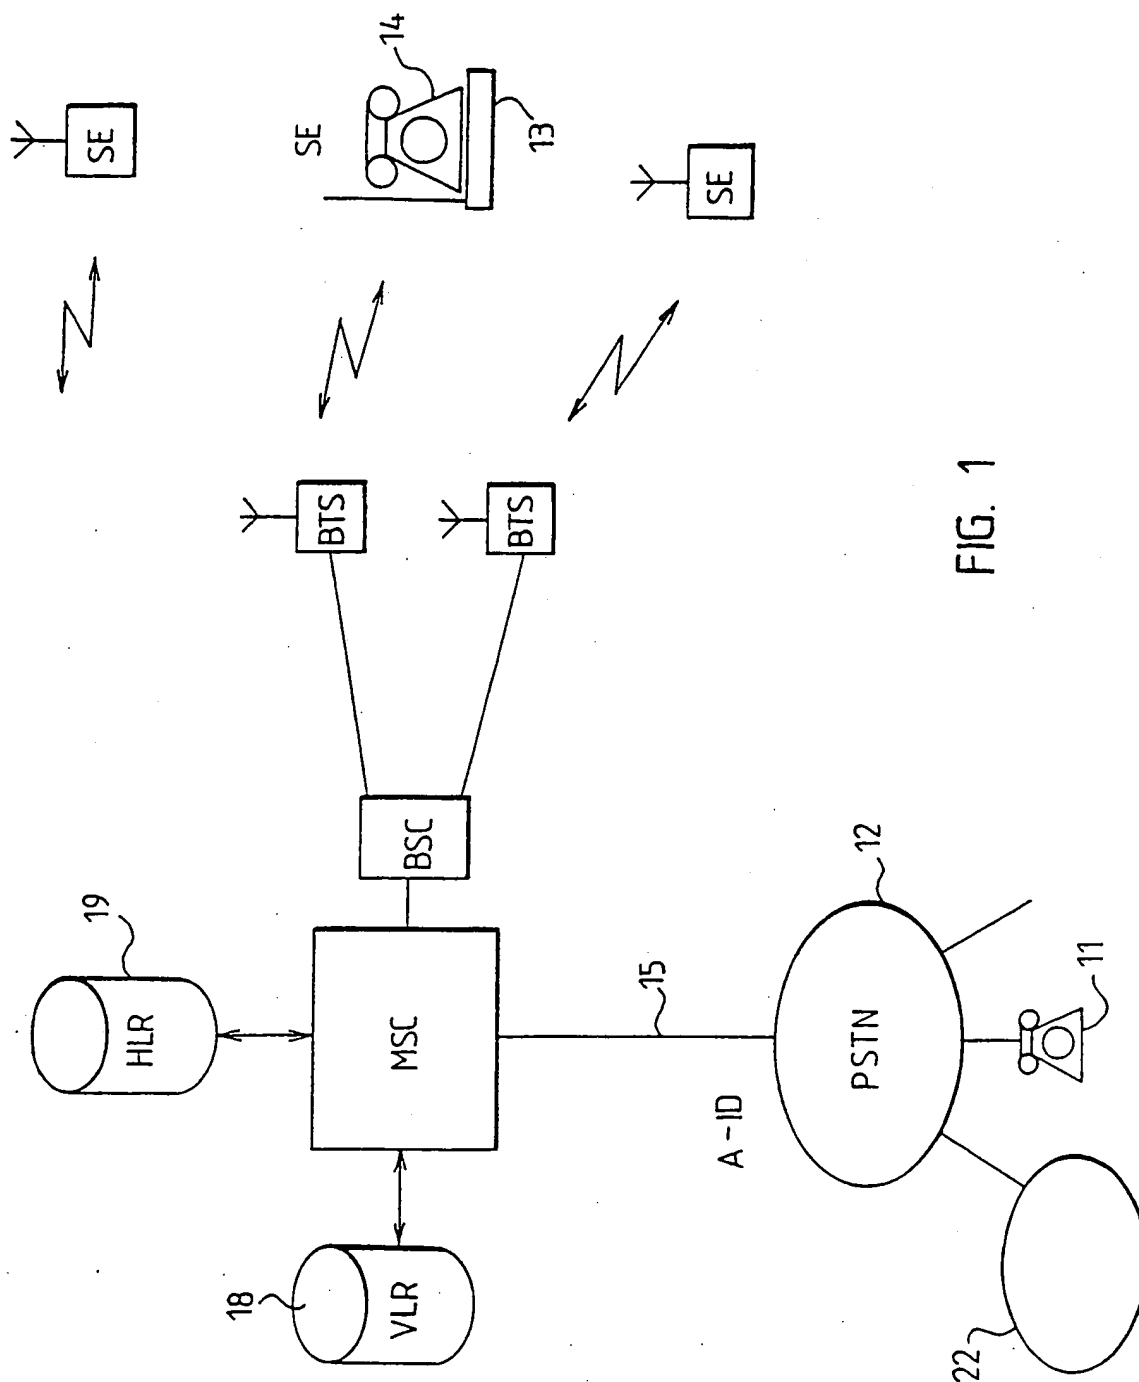 19
SE
HLR
18
SE
BTS
14
VLR
MSC
BSC
BTS
13
15
SE
A-ID
PSTN
12
22
FIG. 1
11